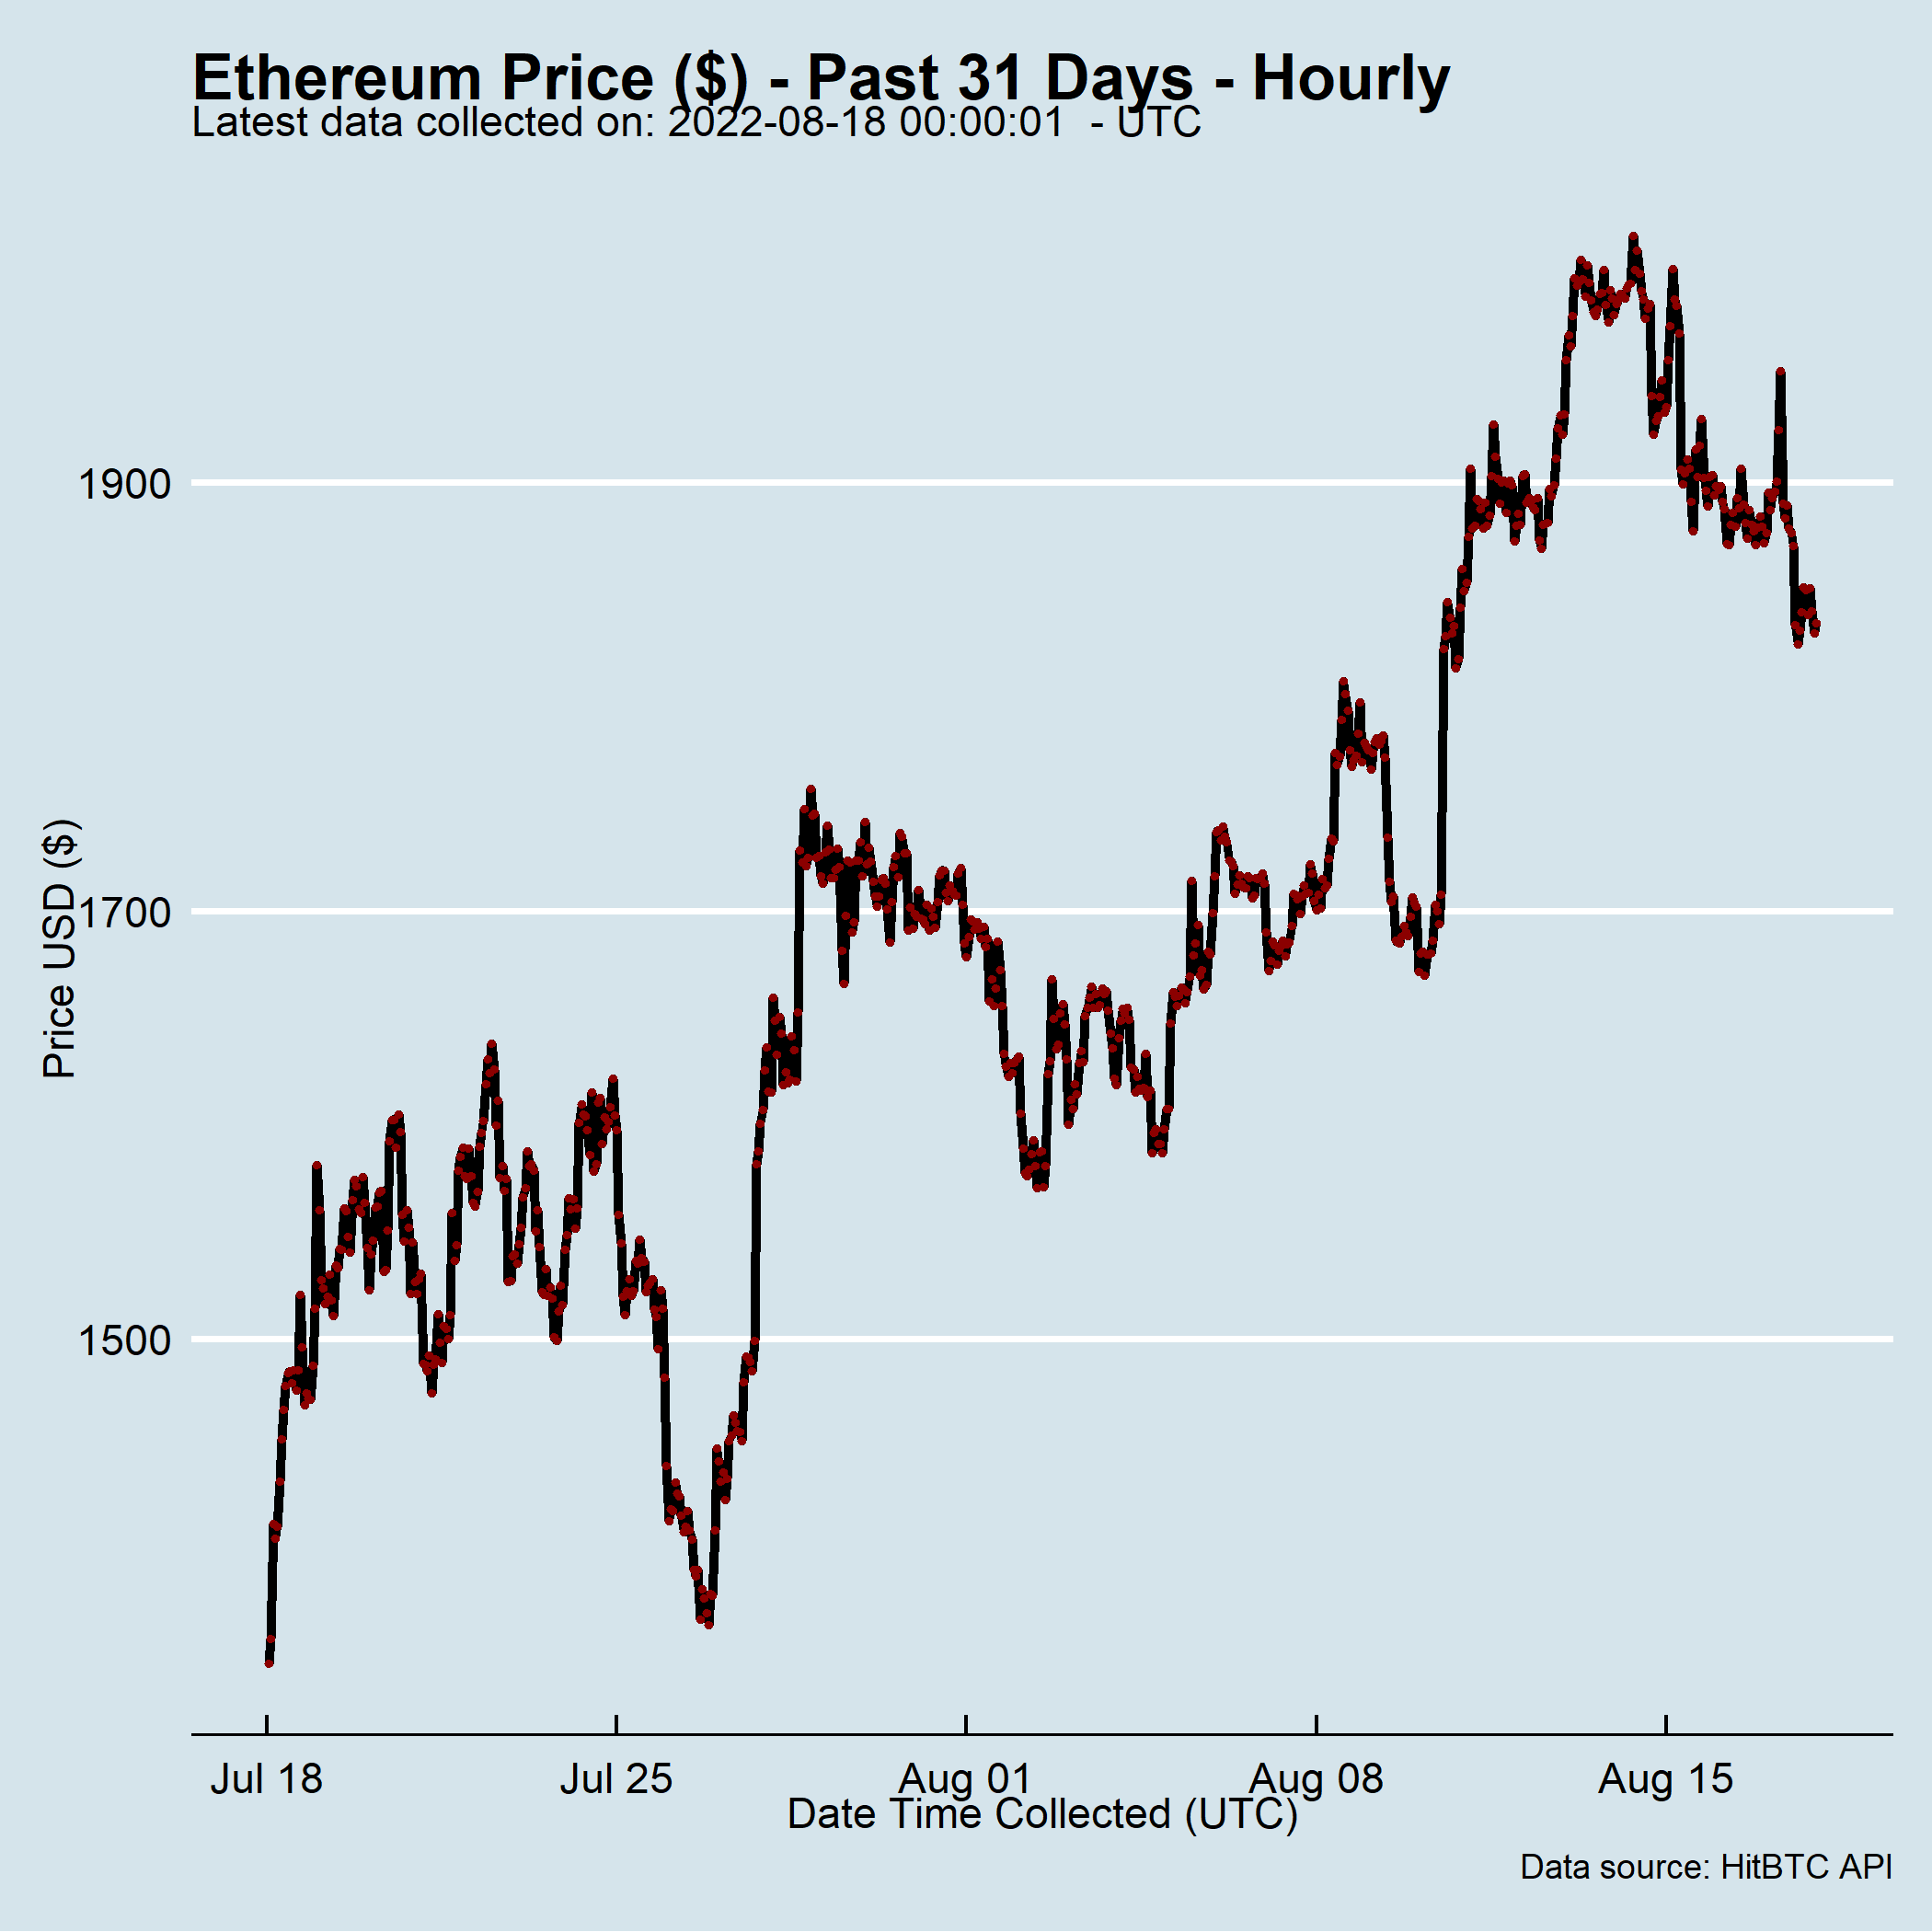 Ethereum Price ($) - Past 31 Days - Hourly
Latest data collected on: 2022-08-18 00:00:01  - UTC
Price USD ($)
1900
1700
1500
Jul 18
Jul 25
Aug 01
Aug 08
Aug 15
Date Time Collected (UTC)
Data source: HitBTC API